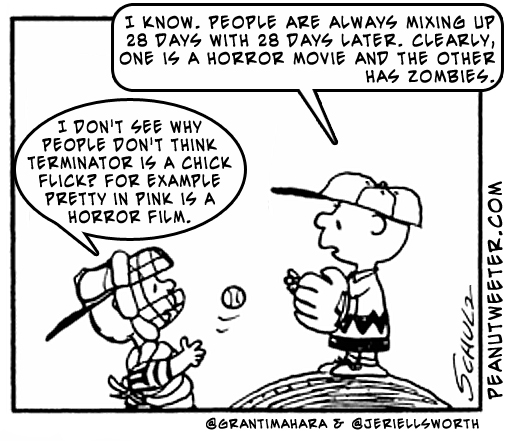 I KNOW. PEOPLE ARE ALWAYS MIXING UP
28 DAYS WITH 28 DAYS LATER. CLEARLY,
ONE IS A HORROR MOVIE AND THE OTHER
HAS ZOMBIES.
I DON'T SEE WHY
PEOPLE DON'T THINK
TERMINATOR IS A CHICK
FLICK? FOR EXAMPLE
PRETTY IN PINK IS A
HORROR FILM.
SCHULZ
PEANUTWEETER.COM
@GRANTIMAHARA & @JERIELLSWORTH